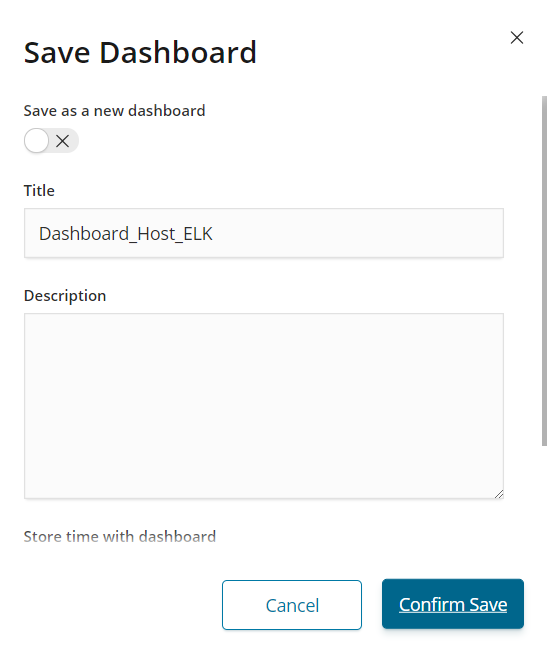 Save Dashboard
Save as a new dashboard
Title
Dashboard_Host_ELK
Description
Store time with dashboard
Cancel
Confirm Save